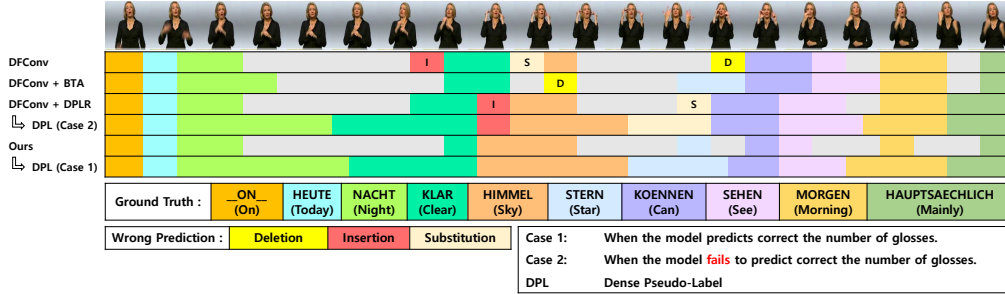 DFConv I S D
DFConv + BTA D
DFConv + DPLR I S
DPL (Case 2)
Ours
DPL (Case 1)
Ground Truth : __ON__ (On) HEUTE (Today) NACHT (Night) KLAR (Clear) HIMMEL (Sky) STERN (Star) KOENNEN (Can) SEHEN (See) MORGEN (Morning) HAUPTSAECHLICH (Mainly)
Wrong Prediction : Deletion Insertion Substitution
Case 1: When the model predicts correct the number of glosses.
Case 2: When the model fails to predict correct the number of glosses.
DPL Dense Pseudo-Label